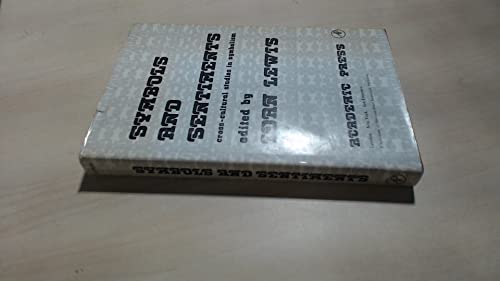 SYMBOLS
AND
SENTIMENTS
cross-cultural studies in symbolism
edited by
IOAN LEWIS
ACADEMIC PRESS
SYMBOLS AND SENTIMENTS